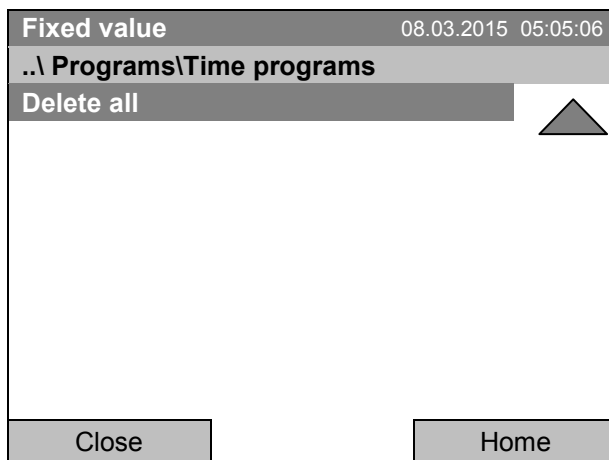 Fixed value 08.03.2015 05:05:06
..\ Programs\Time programs
Delete all
Close Home